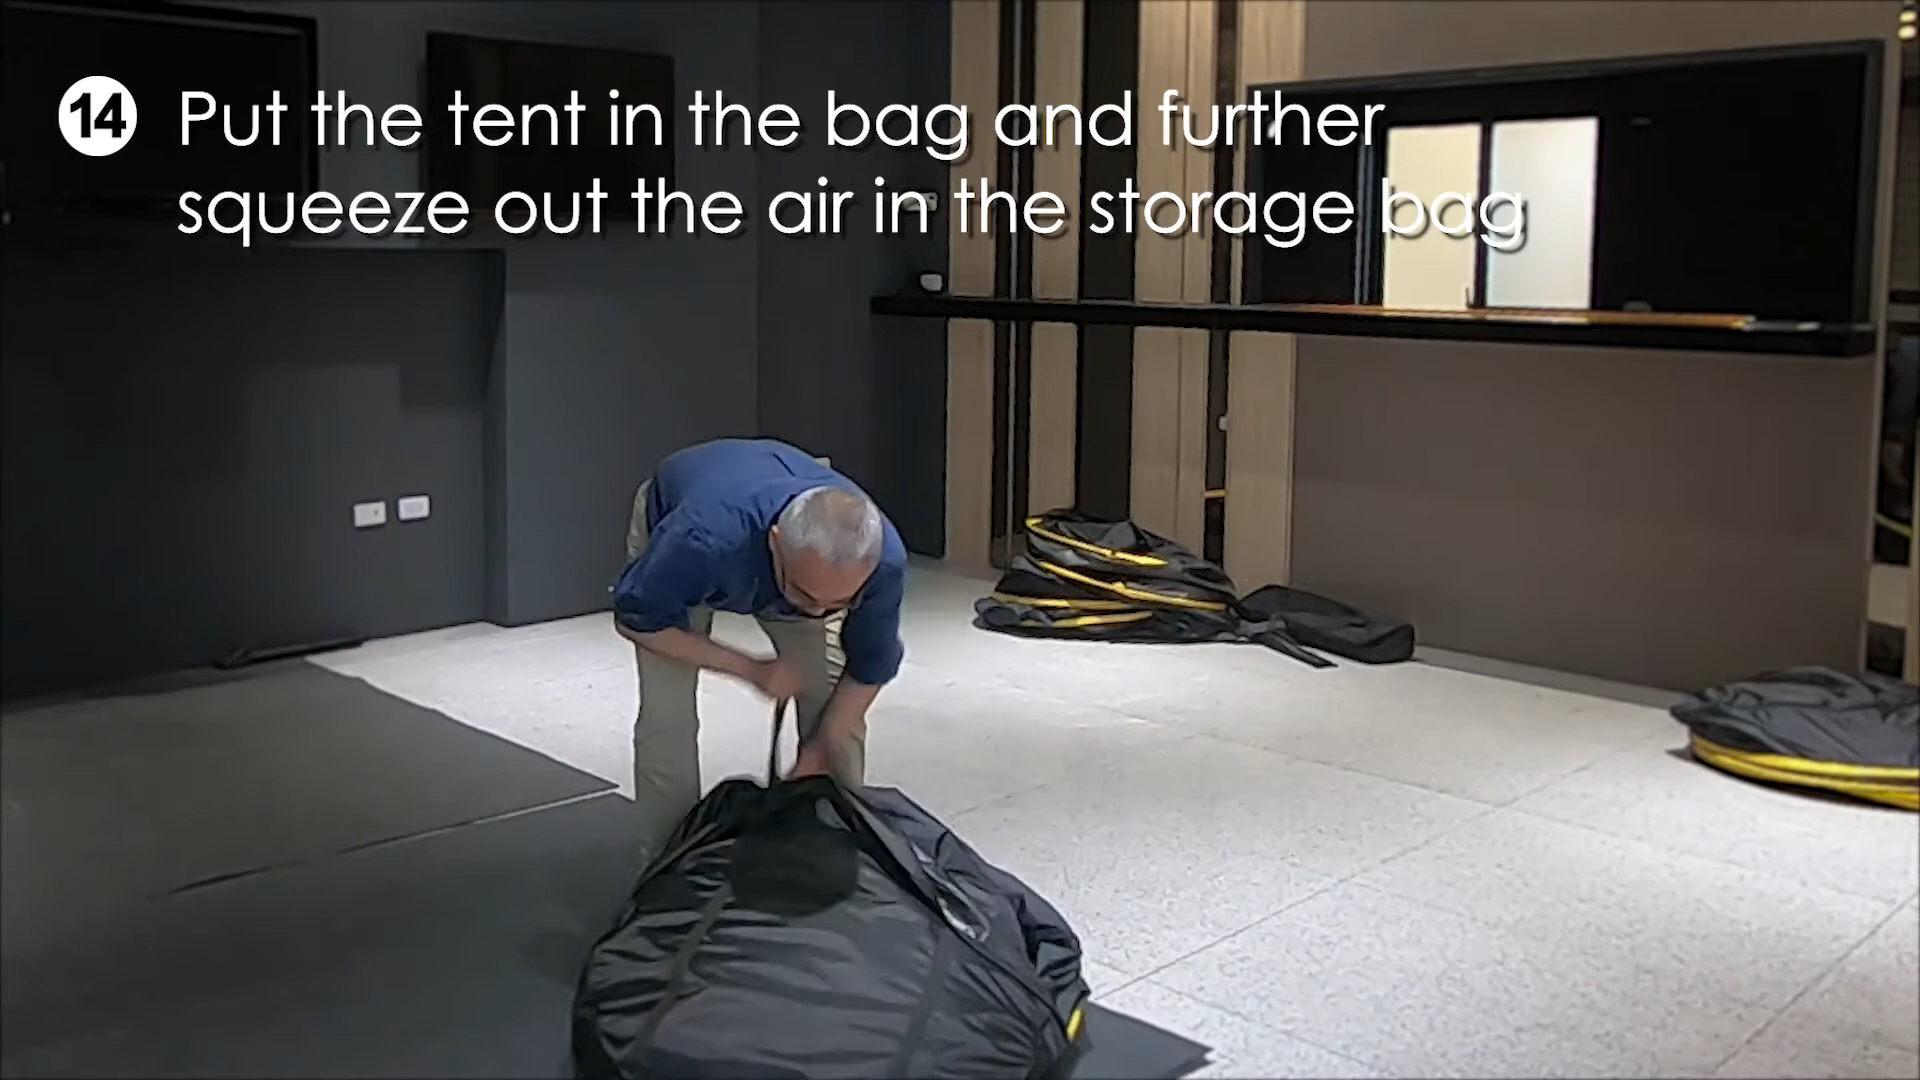 14 Put the tent in the bag and further
squeeze out the air in the storage bag